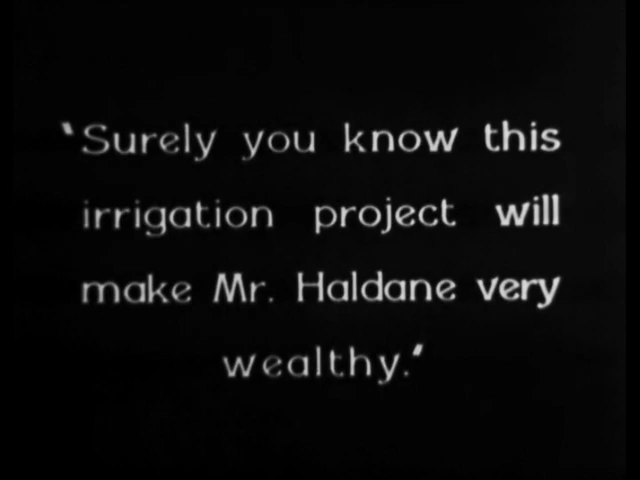 "Surely you know this
irrigation project will
make Mr. Haldane very
wealthy."